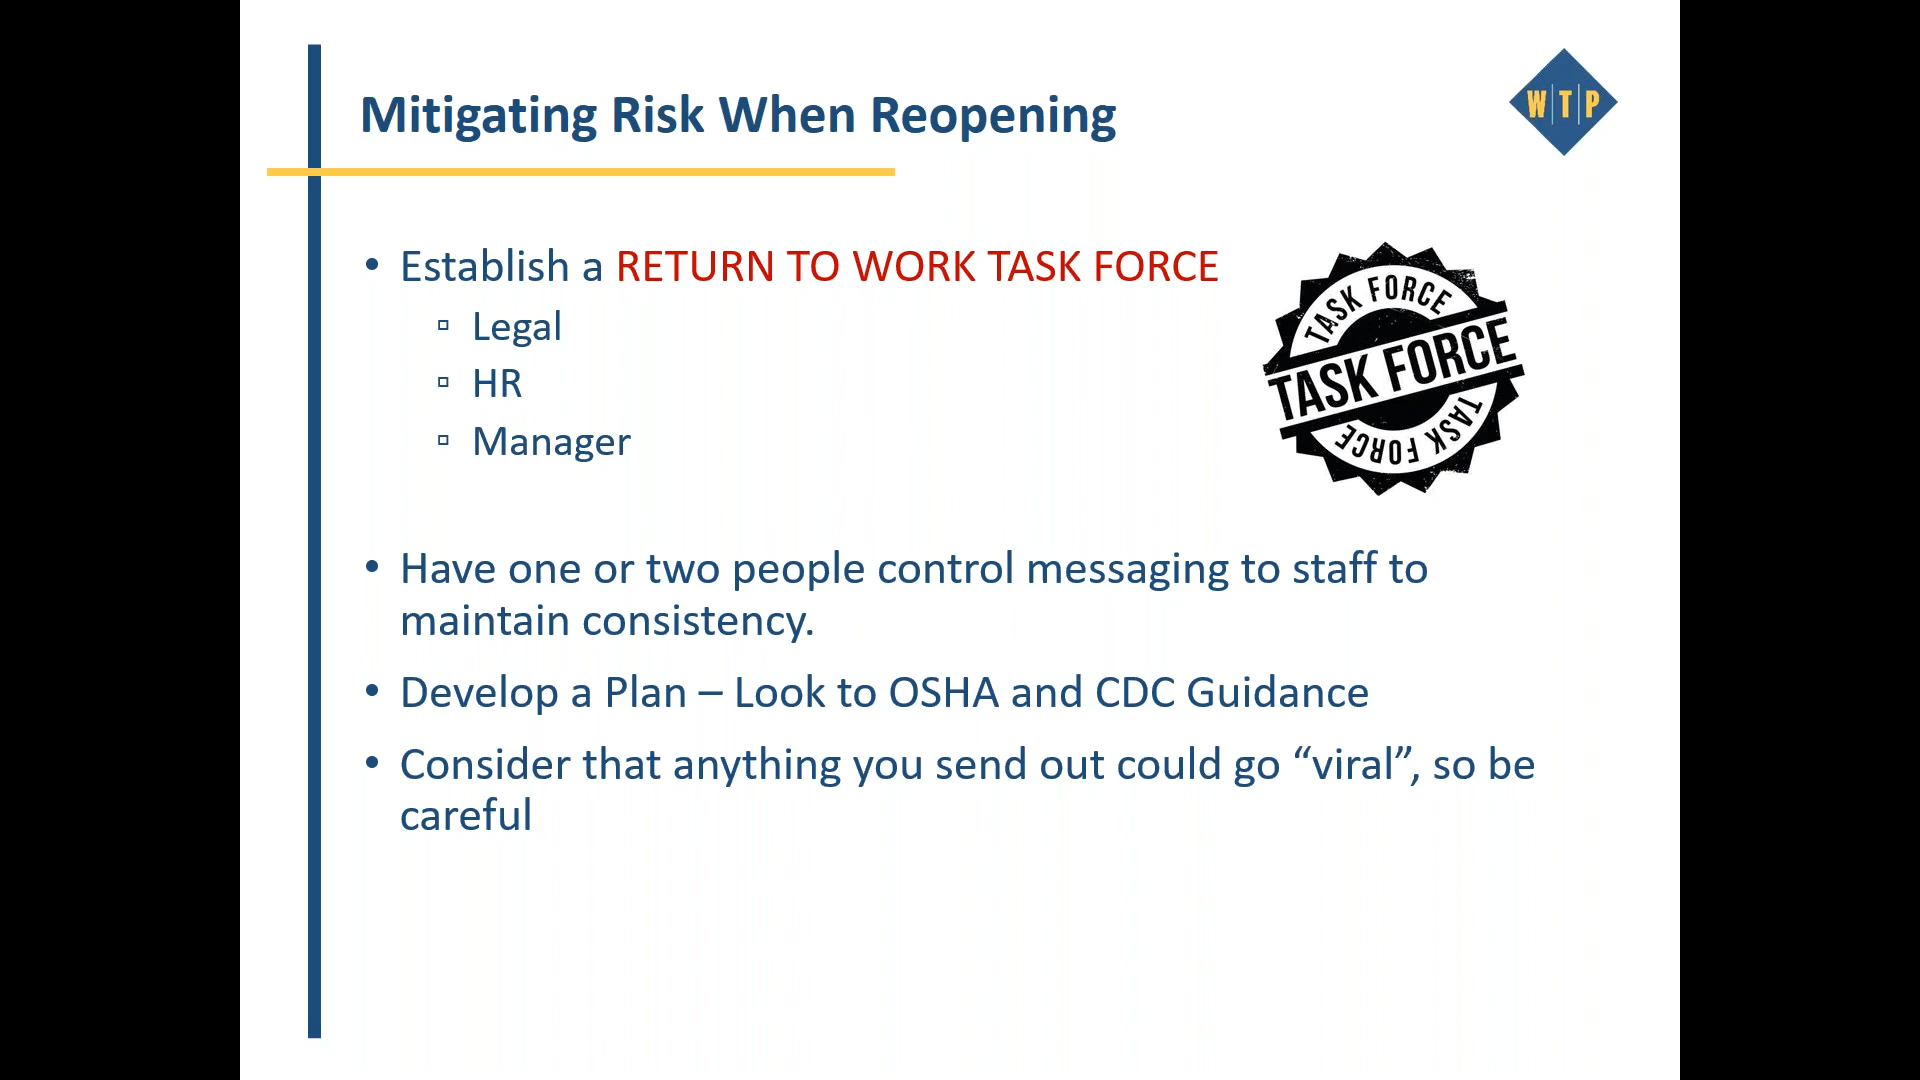 Mitigating Risk When Reopening
W|T|P
• Establish a RETURN TO WORK TASK FORCE
▫ Legal
▫ HR
▫ Manager
TASK FORCE
TASK FORCE
TASK FORCE
• Have one or two people control messaging to staff to
maintain consistency.
• Develop a Plan – Look to OSHA and CDC Guidance
• Consider that anything you send out could go “viral”, so be
careful